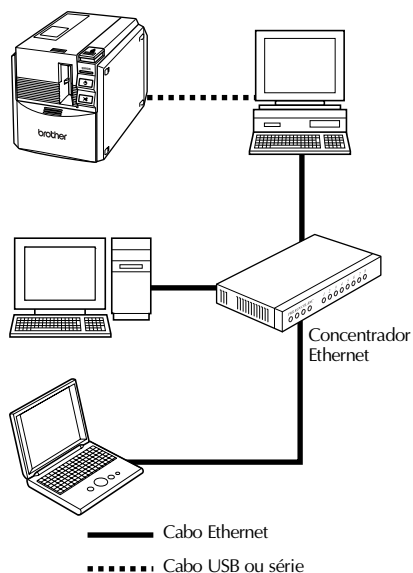 brother
Concentrador
Ethernet
Cabo Ethernet
Cabo USB ou série